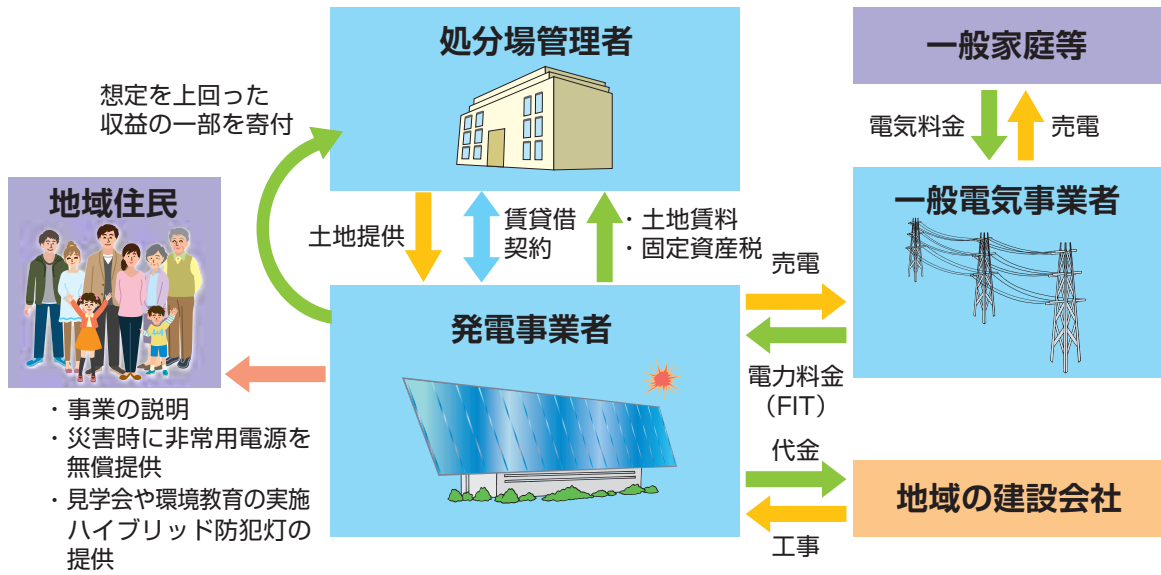 処分場管理者
一般家庭等
想定を上回った
収益の一部を寄付
電気料金
売電
地域住民
一般電気事業者
土地提供
賃貸借
契約
・土地賃料
・固定資産税
売電
発電事業者
電力料金
（FIT）
・事業の説明
・災害時に非常用電源を
無償提供
・見学会や環境教育の実施
ハイブリッド防犯灯の
提供
代金
地域の建設会社
工事